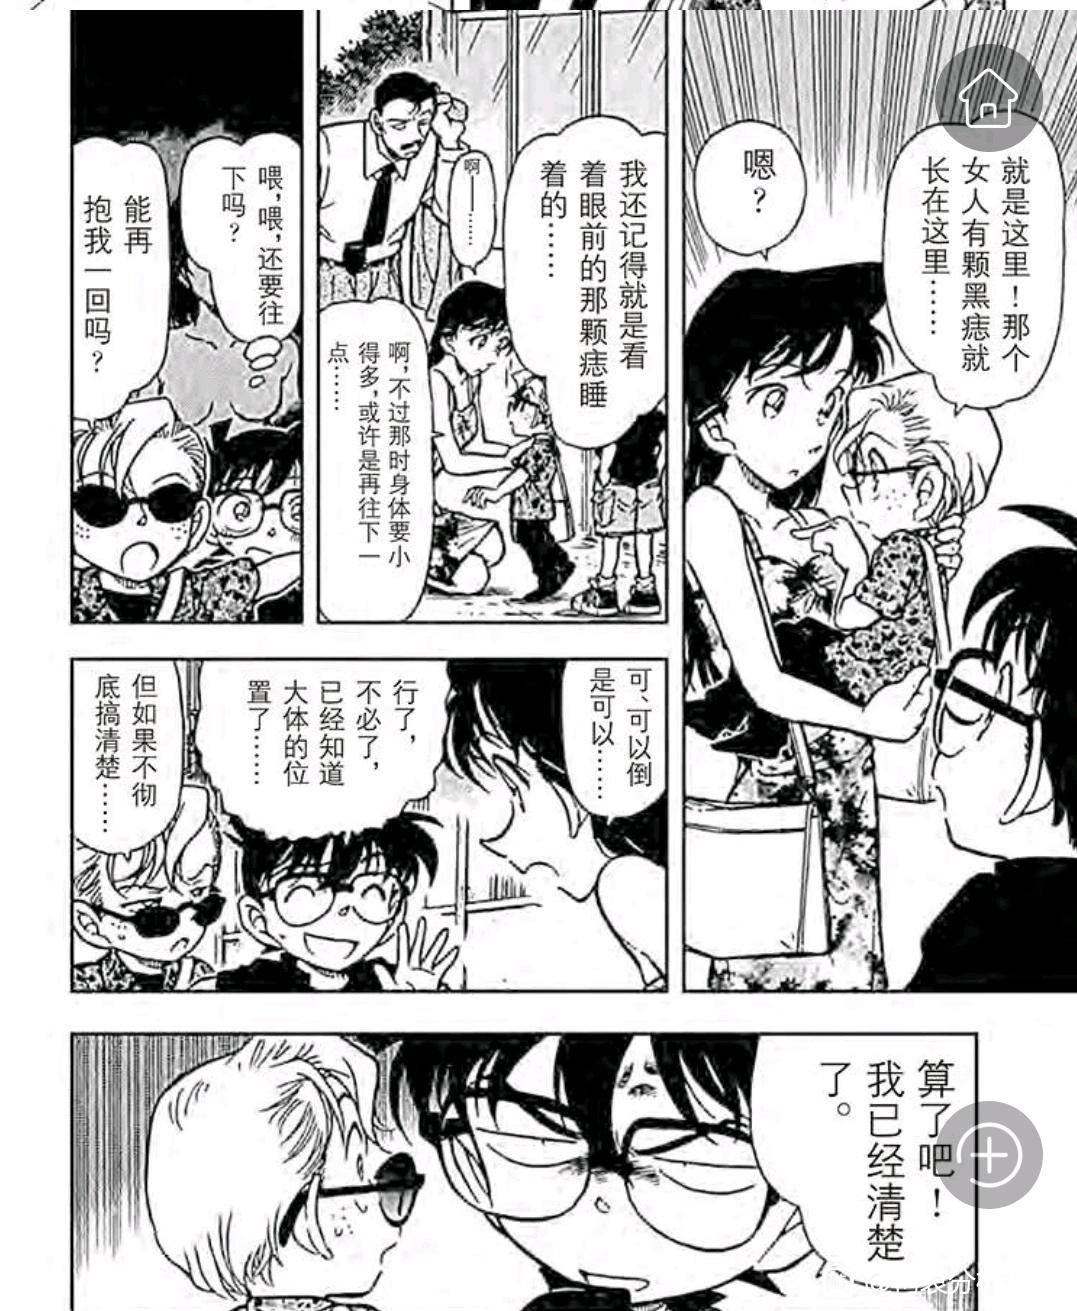 就是这里！那个
女人有颗黑痣就
长在这里……
嗯？
我还记得就是看
着眼前的那颗痣睡
着的……
啊——……
啊，不过那时身体要小
得多，或许是再往下一
点……
喂，喂，还要往
下吗？
能再
抱我一回吗？
可、可以倒
是可以……
行了，
不必了，
已经知道
大体的位
置了……
但如果不彻
底搞清楚……
算了吧！
我已经清楚
了。